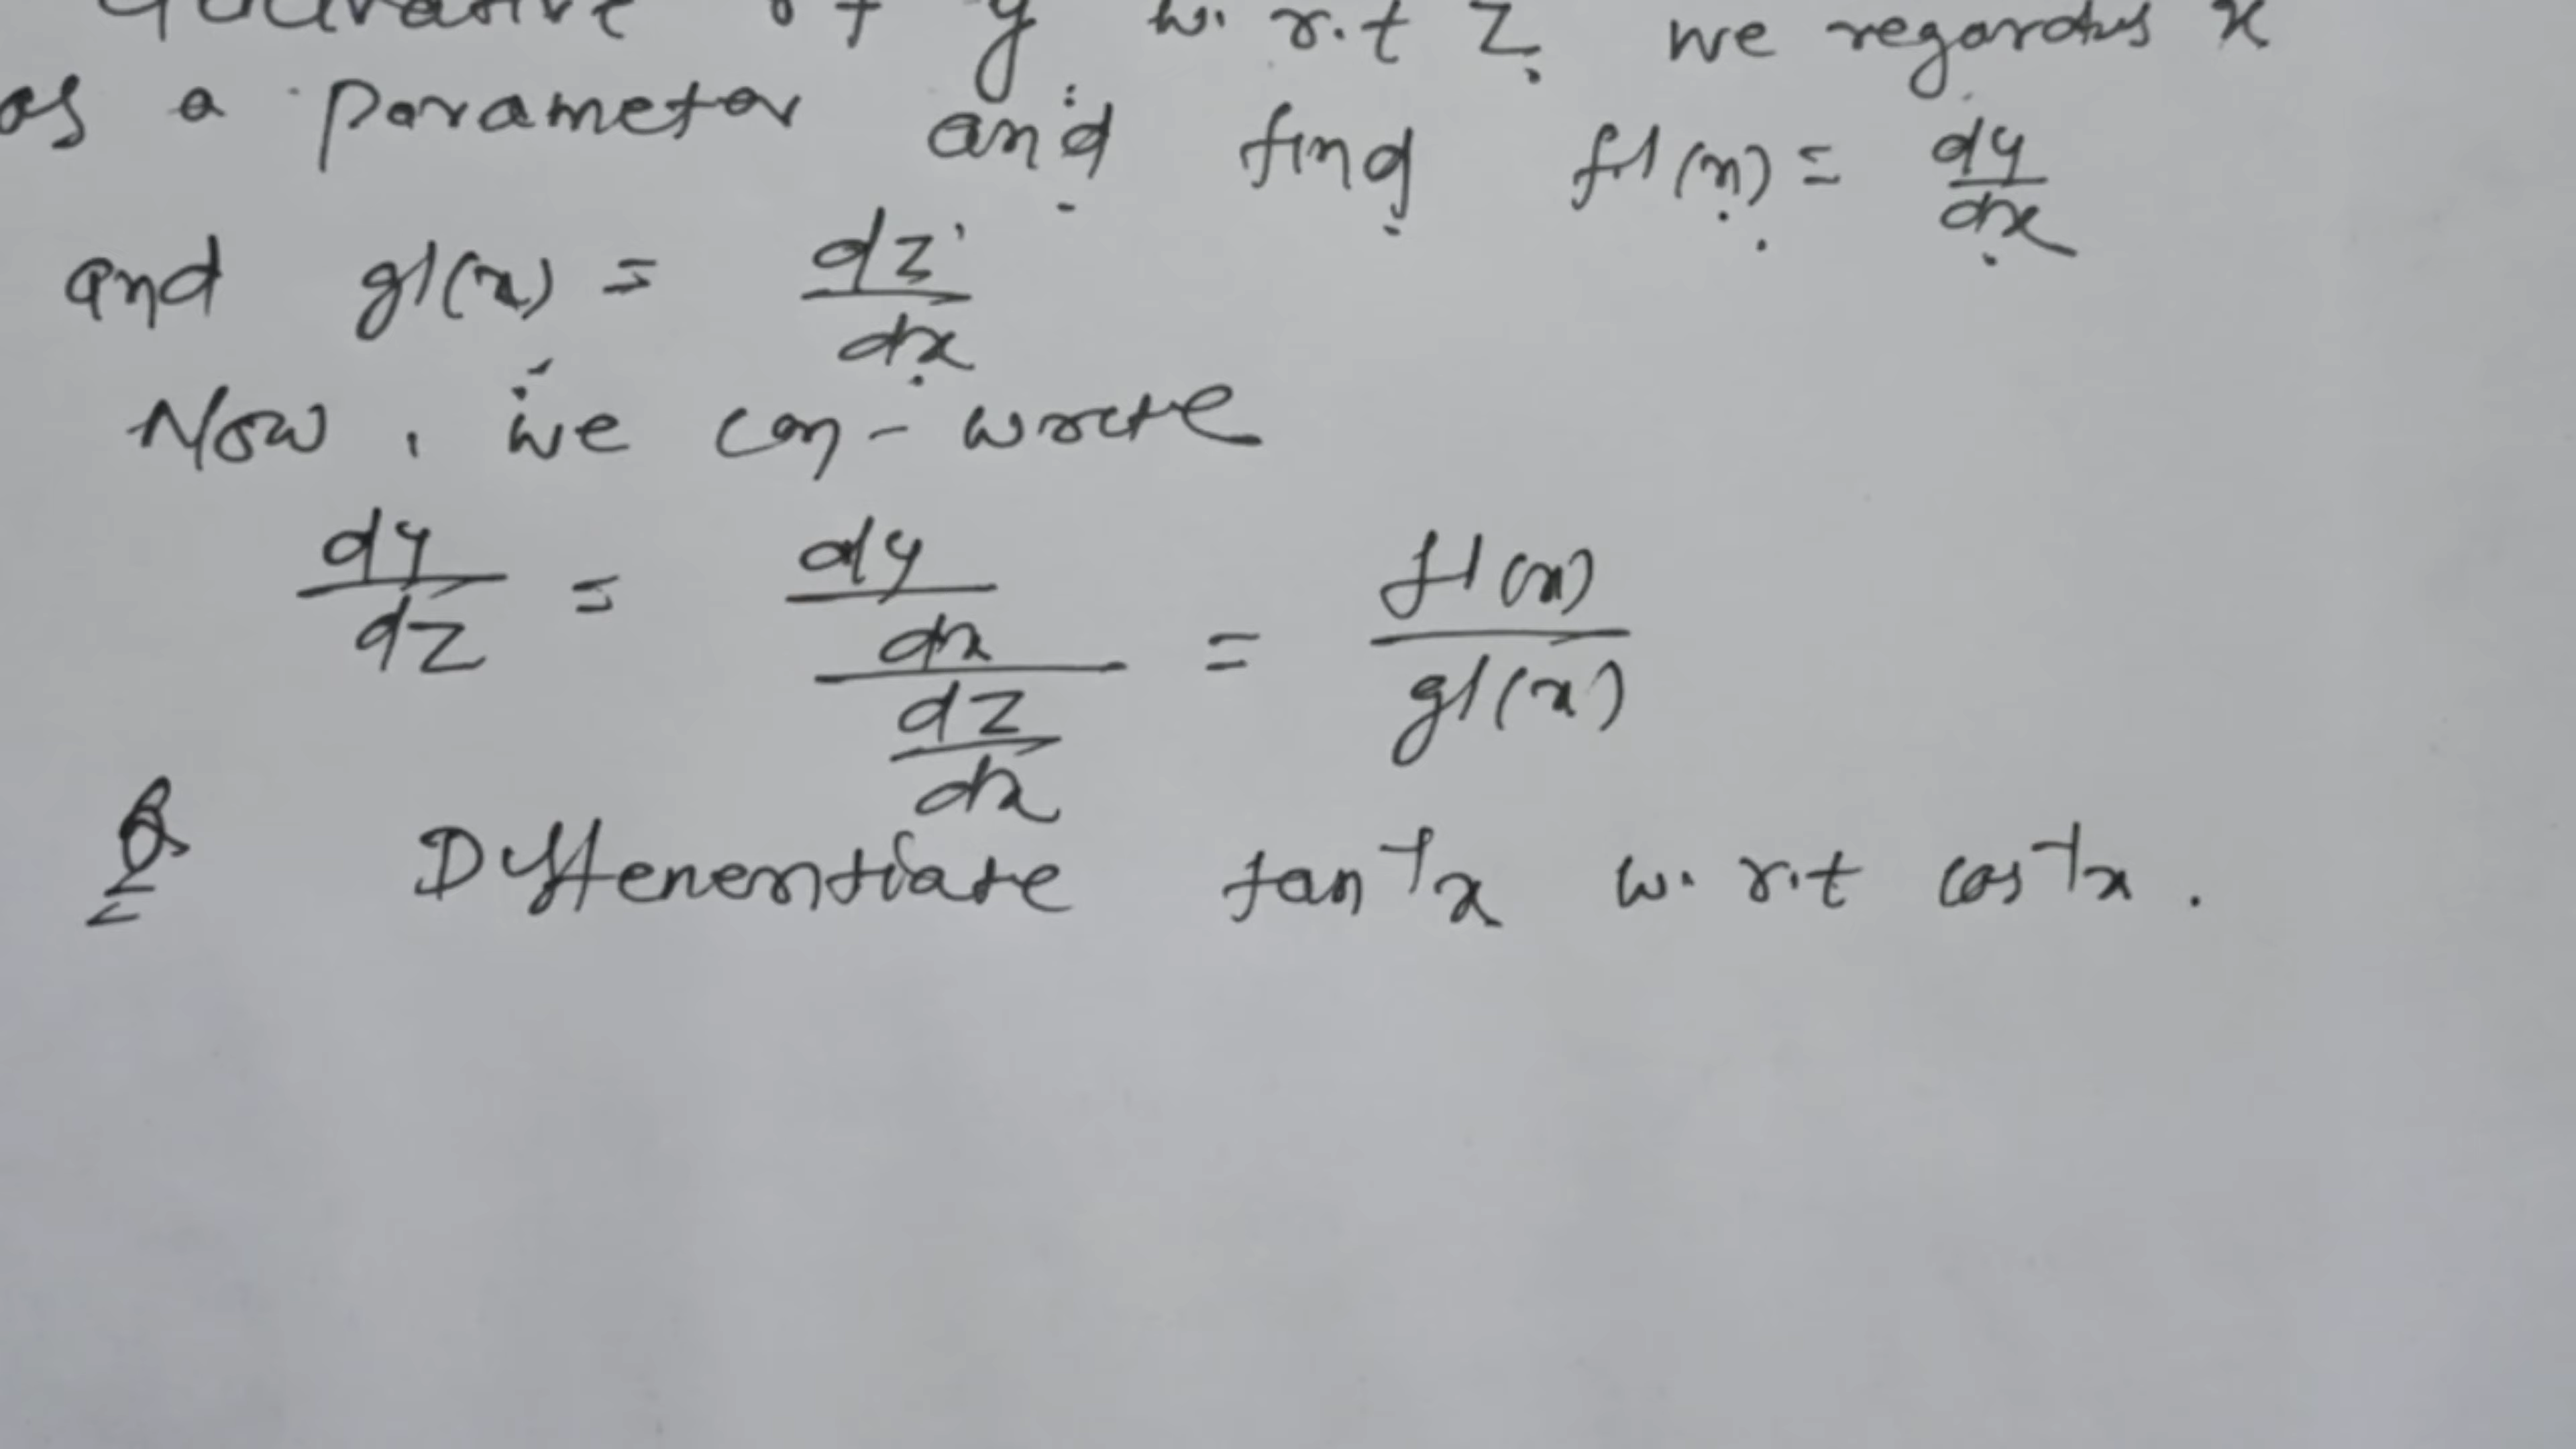 derivative of y w.r.t z. we regards x
as a parameter and find f'(x) = dy/dx
and g'(x) = dz/dx
Now, we can write
dy/dz = (dy/dx)/(dz/dx) = f'(x)/g'(x)
Q Differentiate tan⁻¹x w.r.t cos⁻¹x.